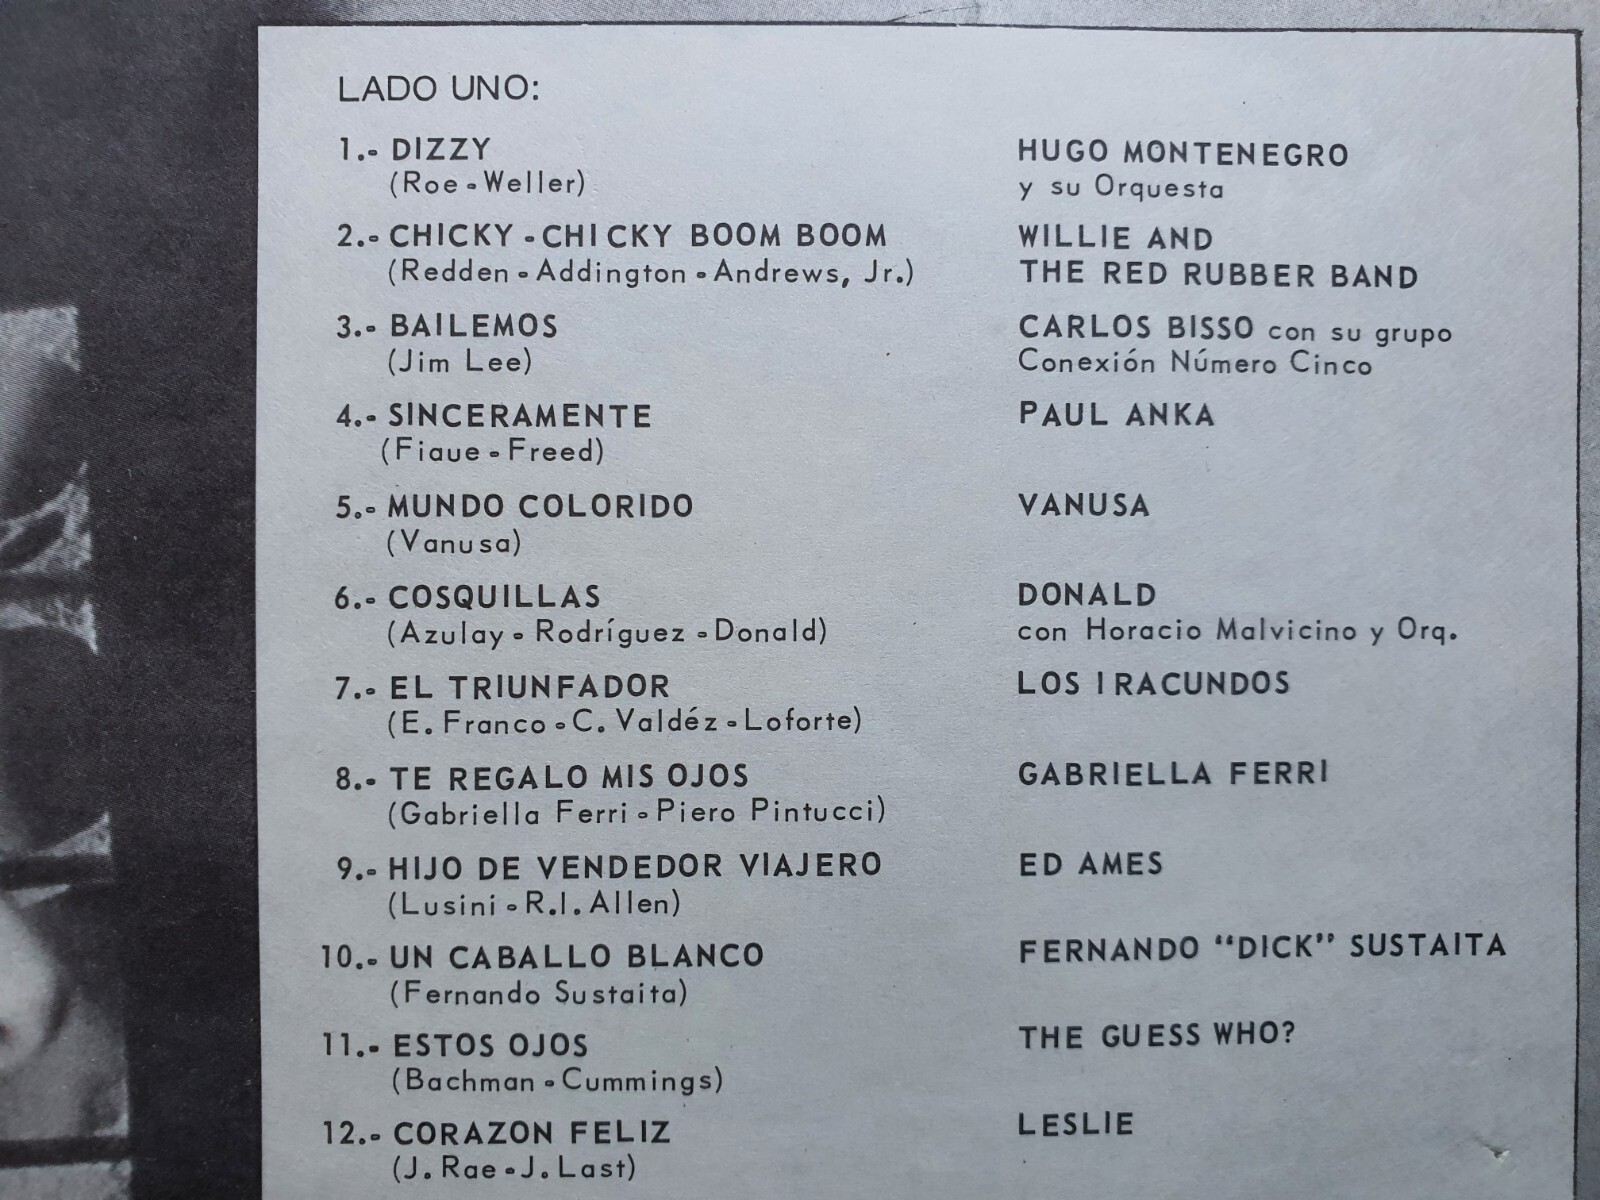 LADO UNO:
1.- DIZZY HUGO MONTENEGRO
(Roe - Weller) y su Orquesta
2.- CHICKY - CHICKY BOOM BOOM WILLIE AND
(Redden - Addington - Andrews, Jr.) THE RED RUBBER BAND
3.- BAILEMOS CARLOS BISSO con su grupo
(Jim Lee) Conexión Número Cinco
4.- SINCERAMENTE PAUL ANKA
(Fiaue - Freed)
5.- MUNDO COLORIDO VANUSA
(Vanusa)
6.- COSQUILLAS DONALD
(Azulay - Rodríguez - Donald) con Horacio Malvicino y Orq.
7.- EL TRIUNFADOR LOS IRACUNDOS
(E. Franco - C. Valdéz - Loforte)
8.- TE REGALO MIS OJOS GABRIELLA FERRI
(Gabriella Ferri - Piero Pintucci)
9.- HIJO DE VENDEDOR VIAJERO ED AMES
(Lusini - R.I. Allen)
10.- UN CABALLO BLANCO FERNANDO "DICK" SUSTAITA
(Fernando Sustaita)
11.- ESTOS OJOS THE GUESS WHO?
(Bachman - Cummings)
12.- CORAZON FELIZ LESLIE
(J. Rae - J. Last)